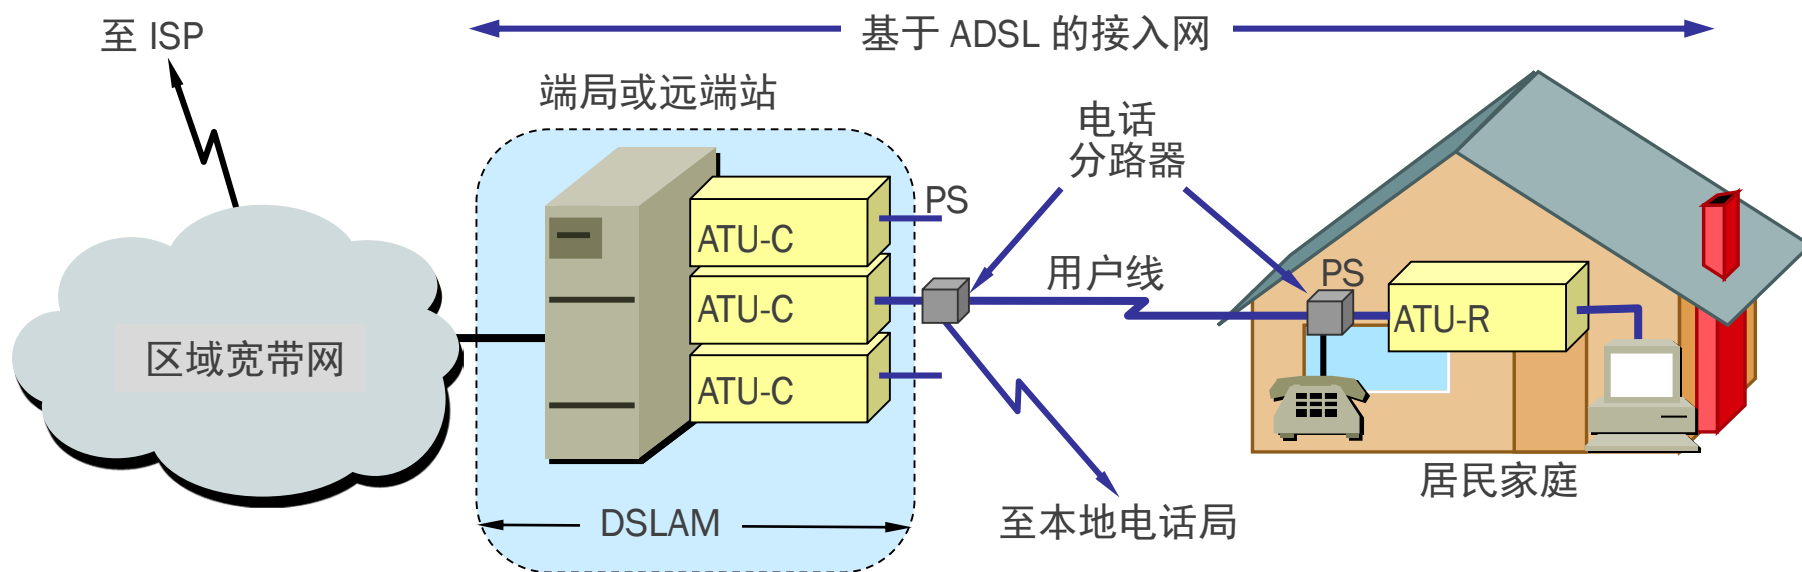 至 ISP
基于 ADSL 的接入网
端局或远端站
电话
分路器
PS
ATU-C
用户线
PS
ATU-C
ATU-R
区域宽带网
ATU-C
居民家庭
DSLAM
至本地电话局